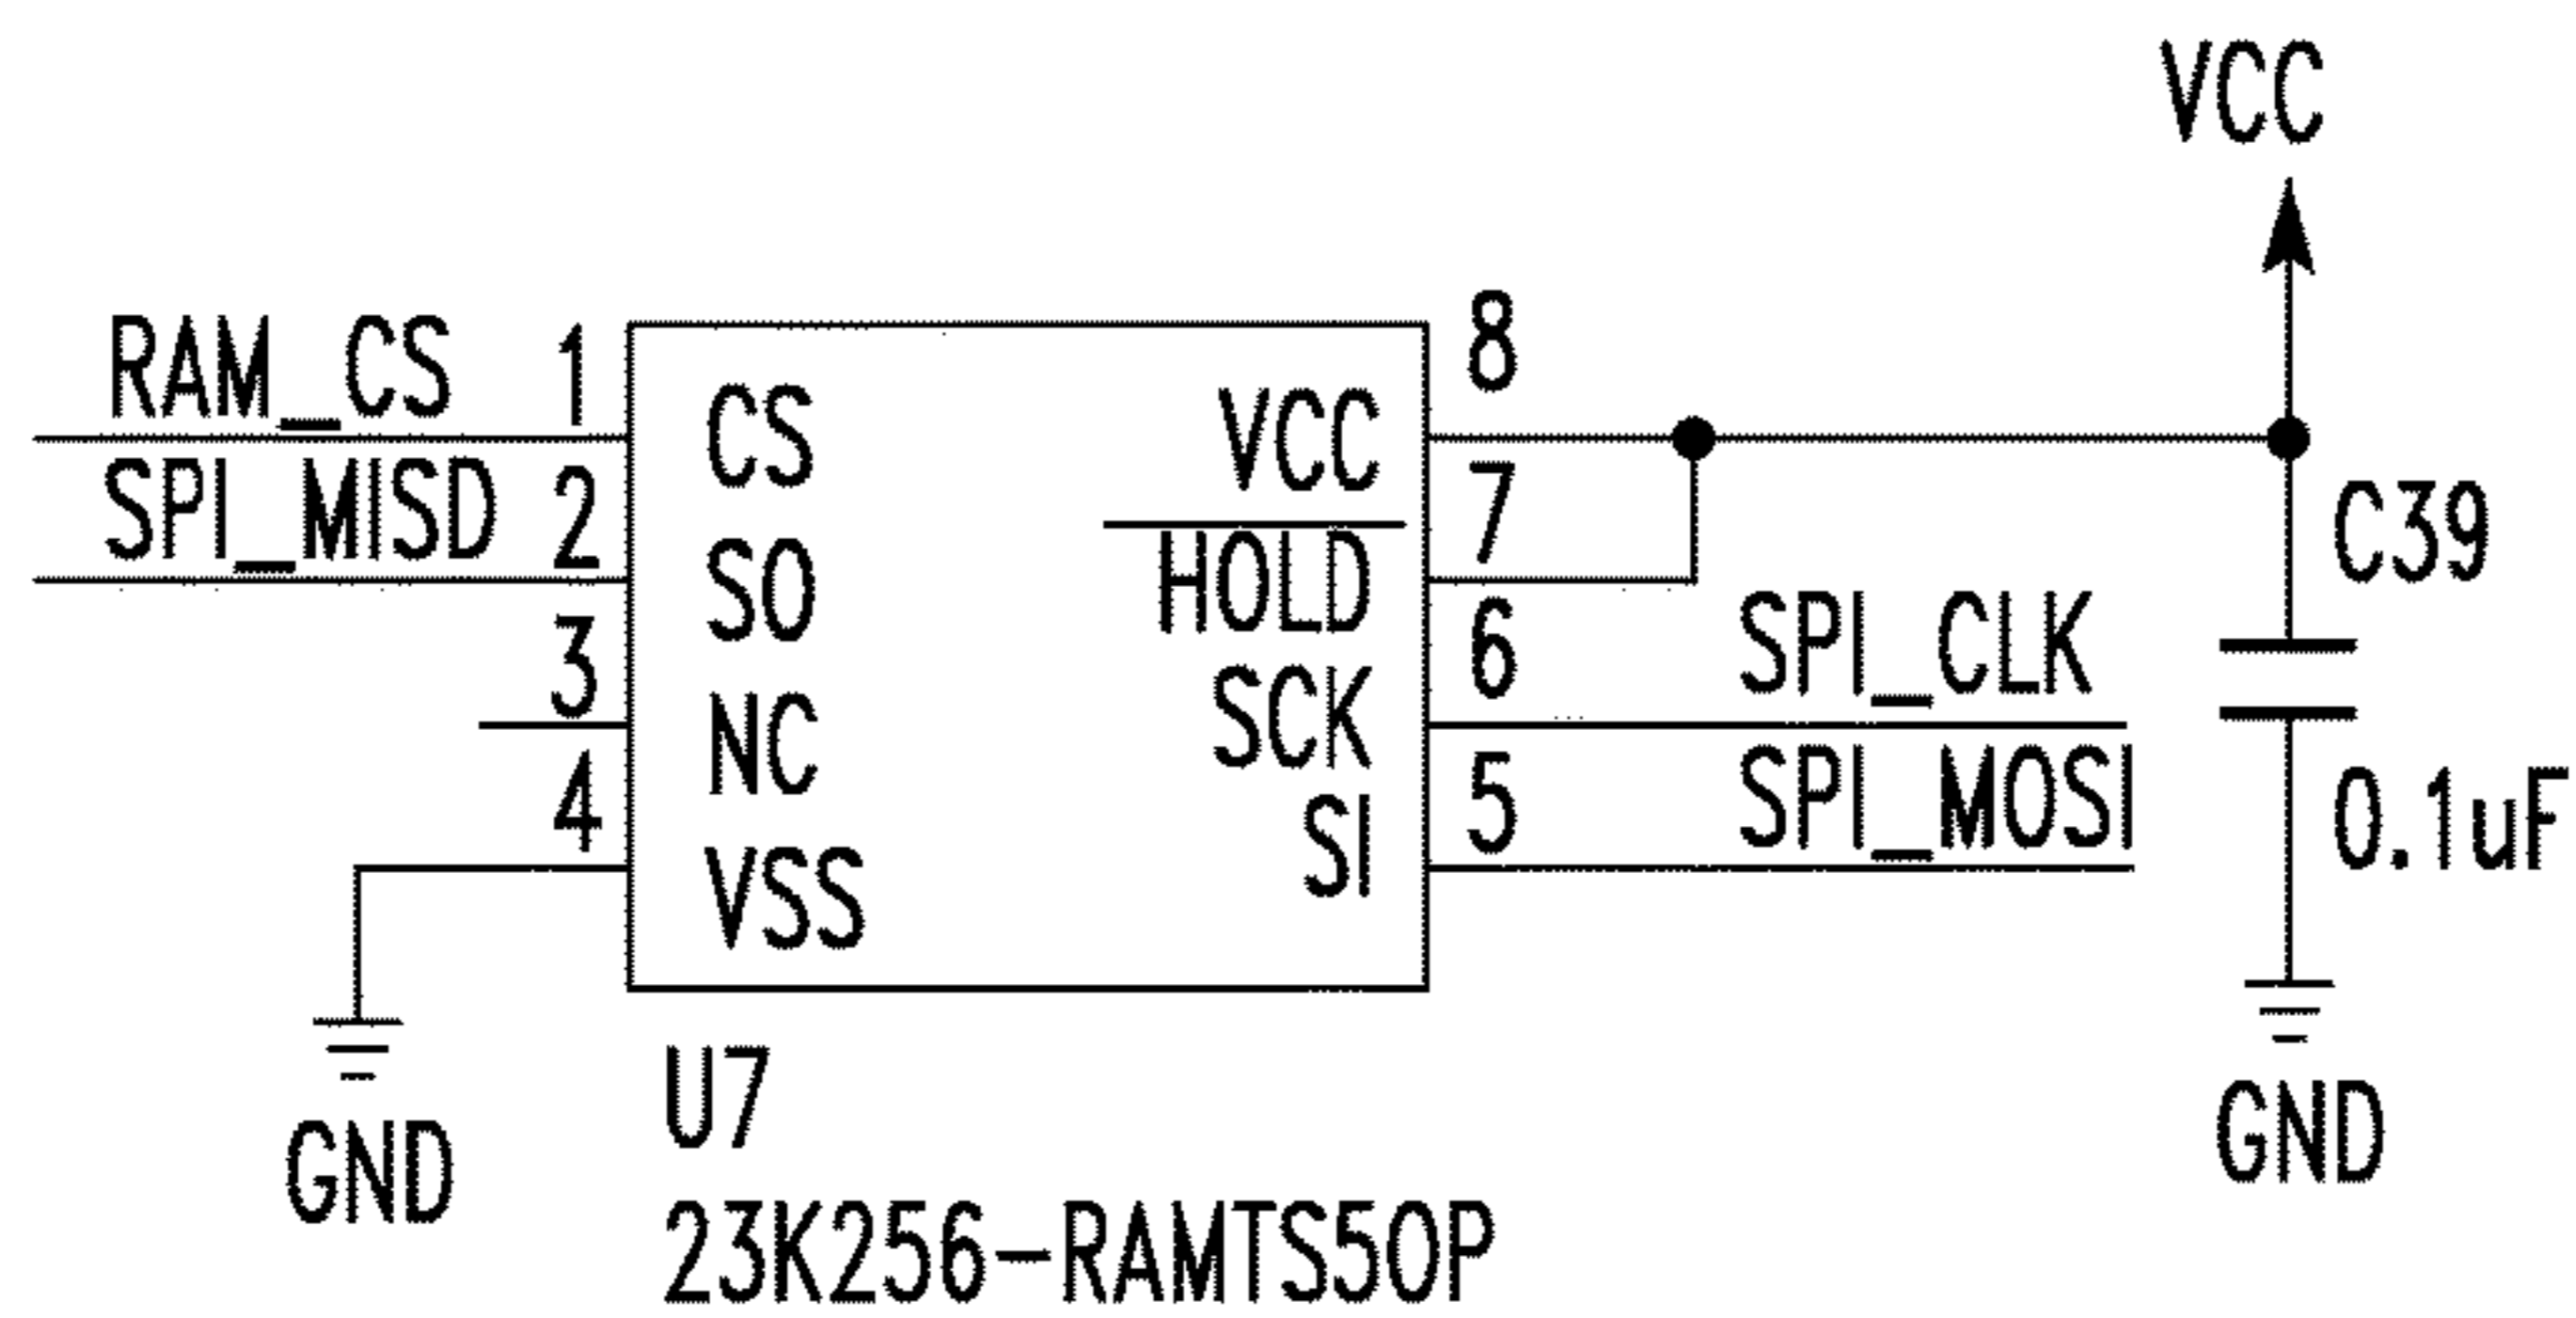 VCC
RAM_CS 1 CS VCC 8
SPI_MISD 2 SO HOLD 7
C39
3 NC SCK 6 SPI_CLK
4 VSS SI 5 SPI_MOSI
0.1uF
GND U7 GND
23K256-RAMTS50P